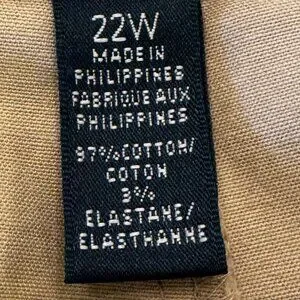 22W
MADE IN
PHILIPPINES
FABRIQUE AUX
PHILIPPINES
97% COTTON/
COTON
3%
ELASTANE/
ELASTHANNE